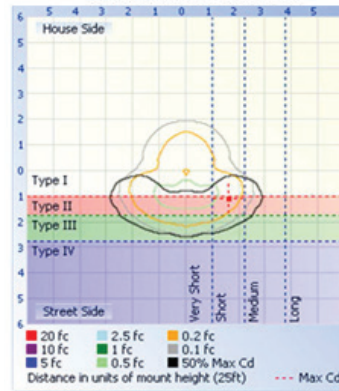 5 4 3 2 1 0 1 2 3 4 5
6
5
4
3
2
1
0
1
2
3
4
5
6
House Side
Type I
Type II
Type III
Type IV
Very Short
Short
Medium
Long
Street Side
20 fc 2.5 fc 0.2 fc
10 fc 1 fc 0.1 fc
5 fc 0.5 fc 50% Max Cd
Distance in units of mount height (25ft) Max Cd